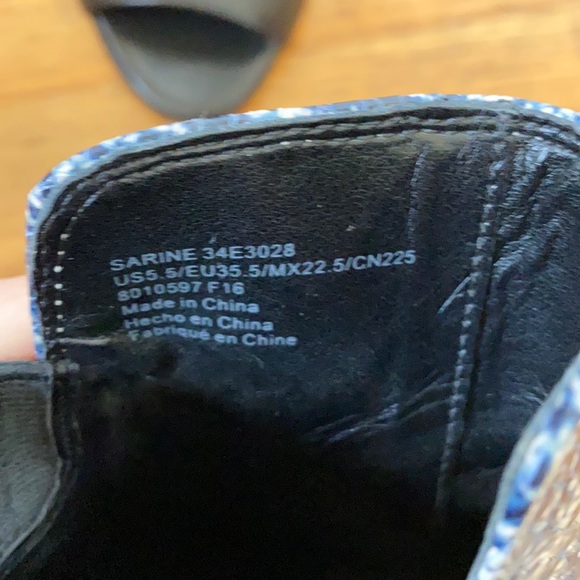 SARINE 34E3028
US5.5/EU35.5/MX22.5/CN225
8010597 F16
Made in China
Hecho en China
Fabriqué en Chine